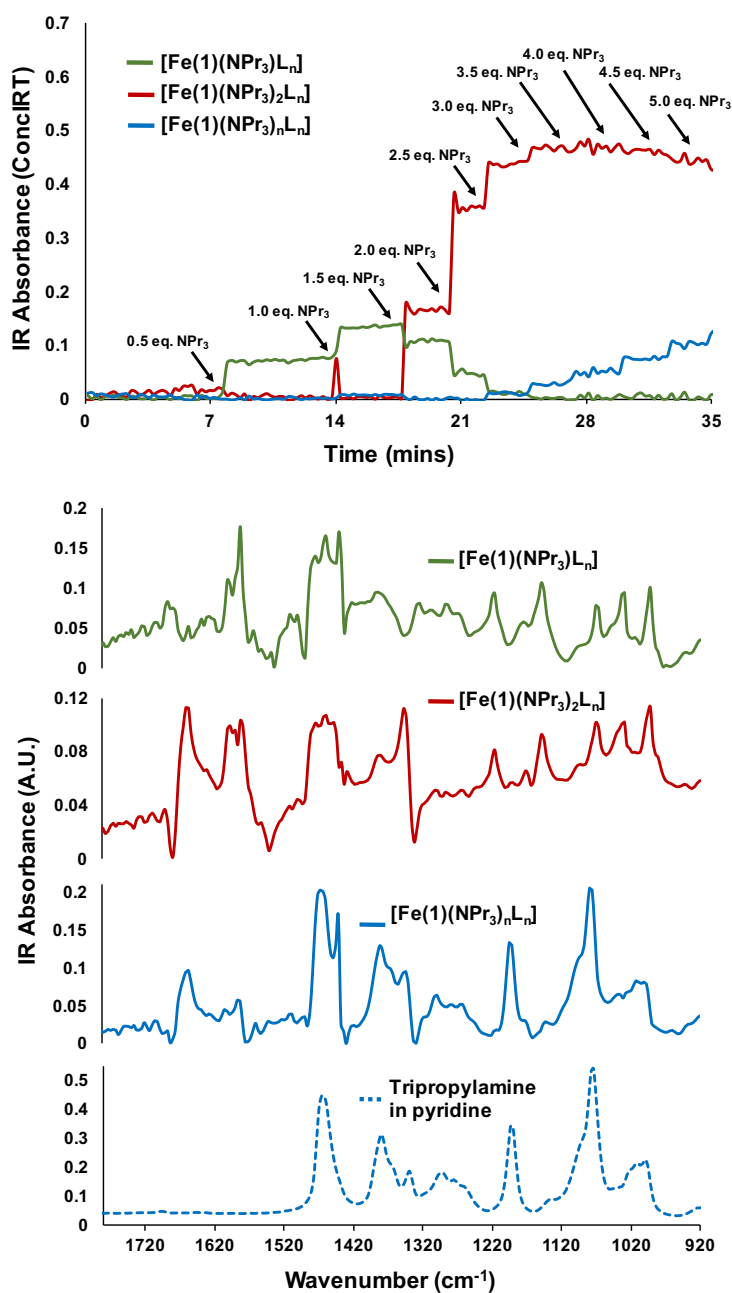 0.7
0.6
0.5
0.4
0.3
0.2
0.1
0
IR Absorbance (ConcIRT)
[Fe(1)(NPr₃)Lₙ]
[Fe(1)(NPr₃)₂Lₙ]
[Fe(1)(NPr₃)ₙLₙ]
0.5 eq. NPr₃
1.0 eq. NPr₃
1.5 eq. NPr₃
2.0 eq. NPr₃
2.5 eq. NPr₃
3.0 eq. NPr₃
3.5 eq. NPr₃
4.0 eq. NPr₃
4.5 eq. NPr₃
5.0 eq. NPr₃
0 7 14 21 28 35
Time (mins)
IR Absorbance (A.U.)
0.2
0.15
0.1
0.05
0
[Fe(1)(NPr₃)Lₙ]
0.12
0.08
0.04
0
[Fe(1)(NPr₃)₂Lₙ]
0.2
0.15
0.1
0.05
0
[Fe(1)(NPr₃)ₙLₙ]
0.5
0.4
0.3
0.2
0.1
0
Tripropylamine
in pyridine
1720 1620 1520 1420 1320 1220 1120 1020 920
Wavenumber (cm⁻¹)